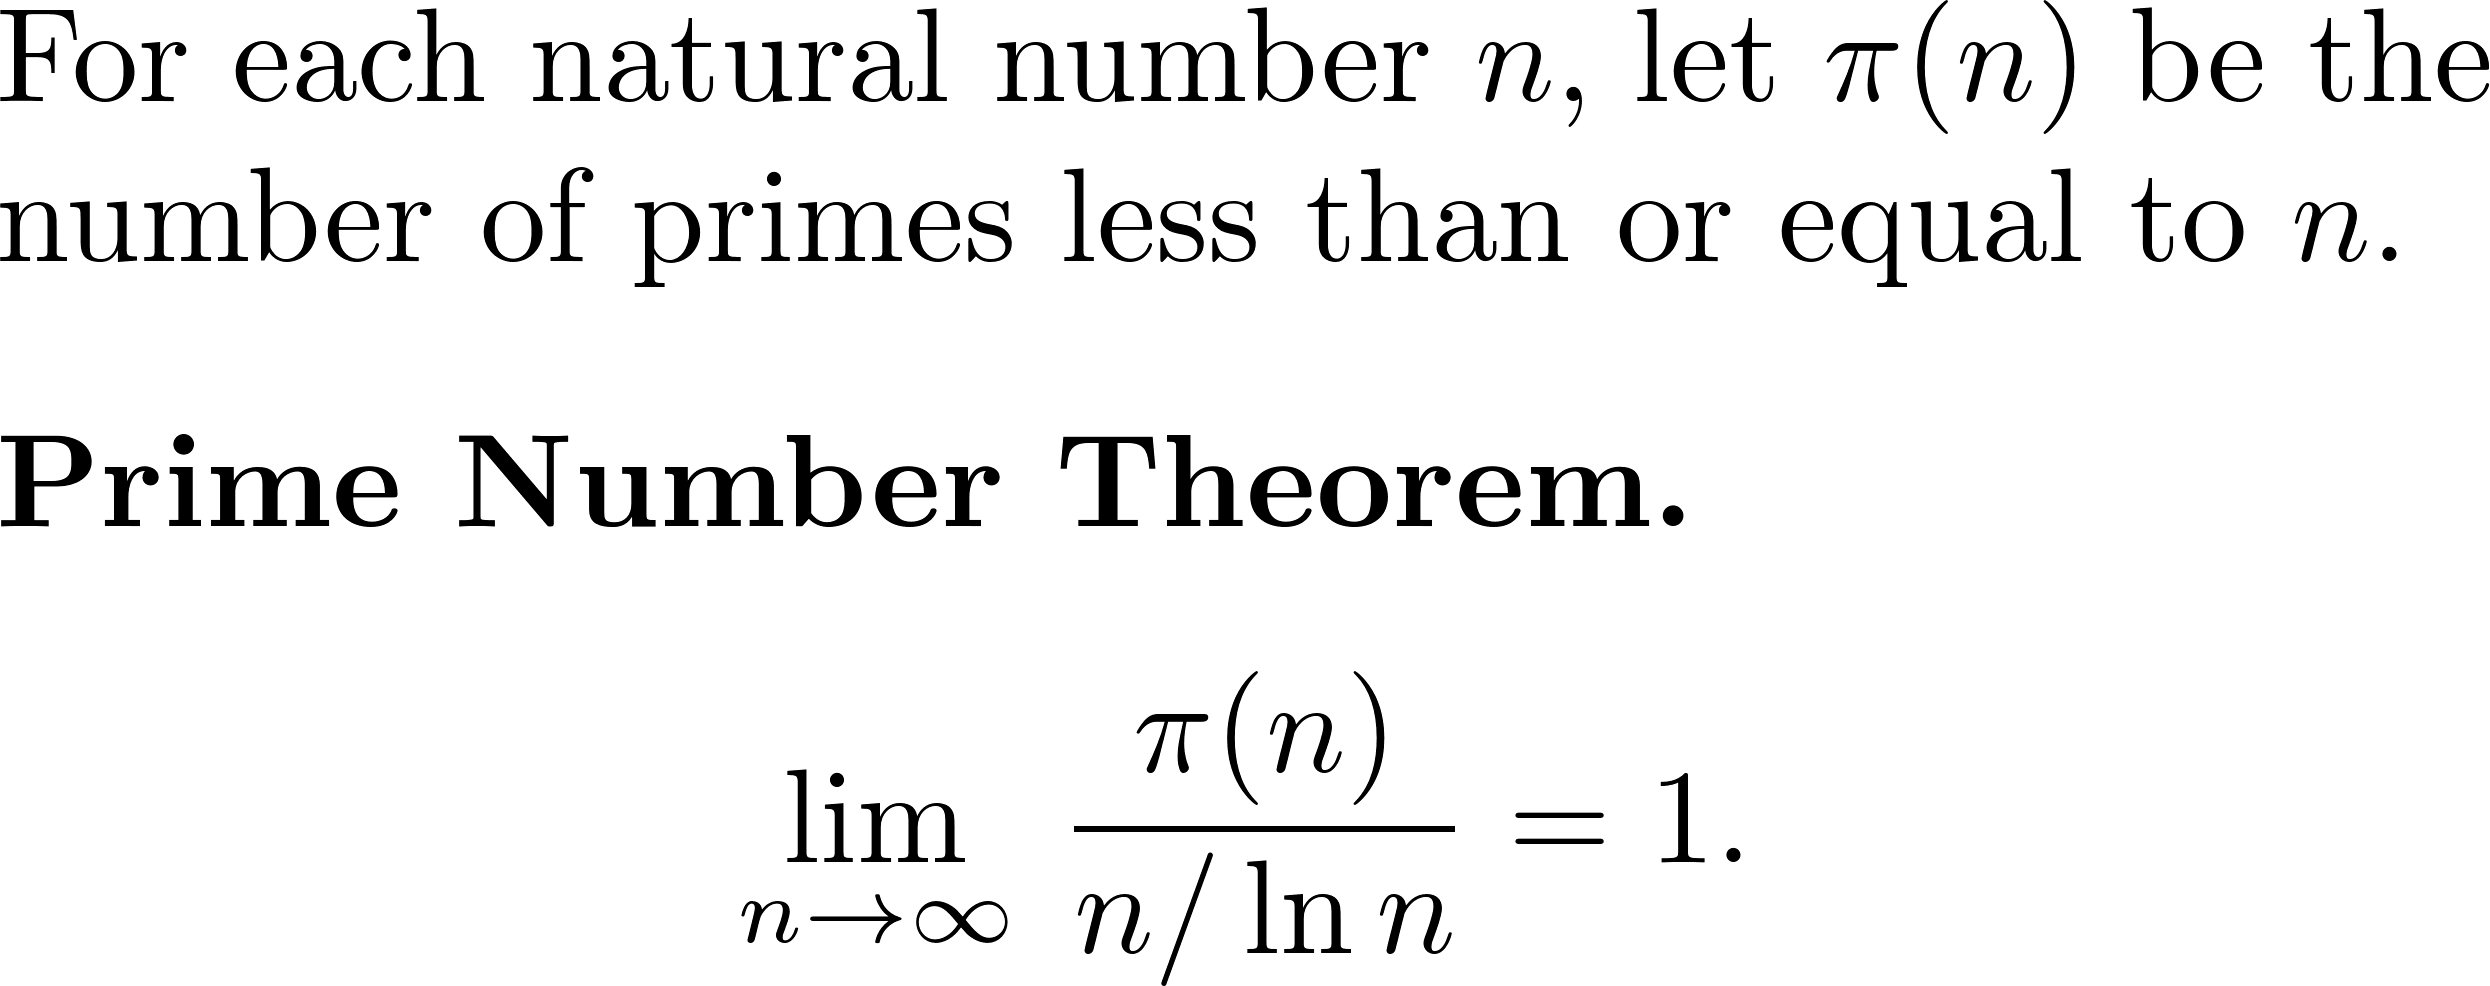 For each natural number n, let π(n) be the
number of primes less than or equal to n.
Prime Number Theorem.
lim_{n→∞} π(n) / (n/ ln n) = 1.